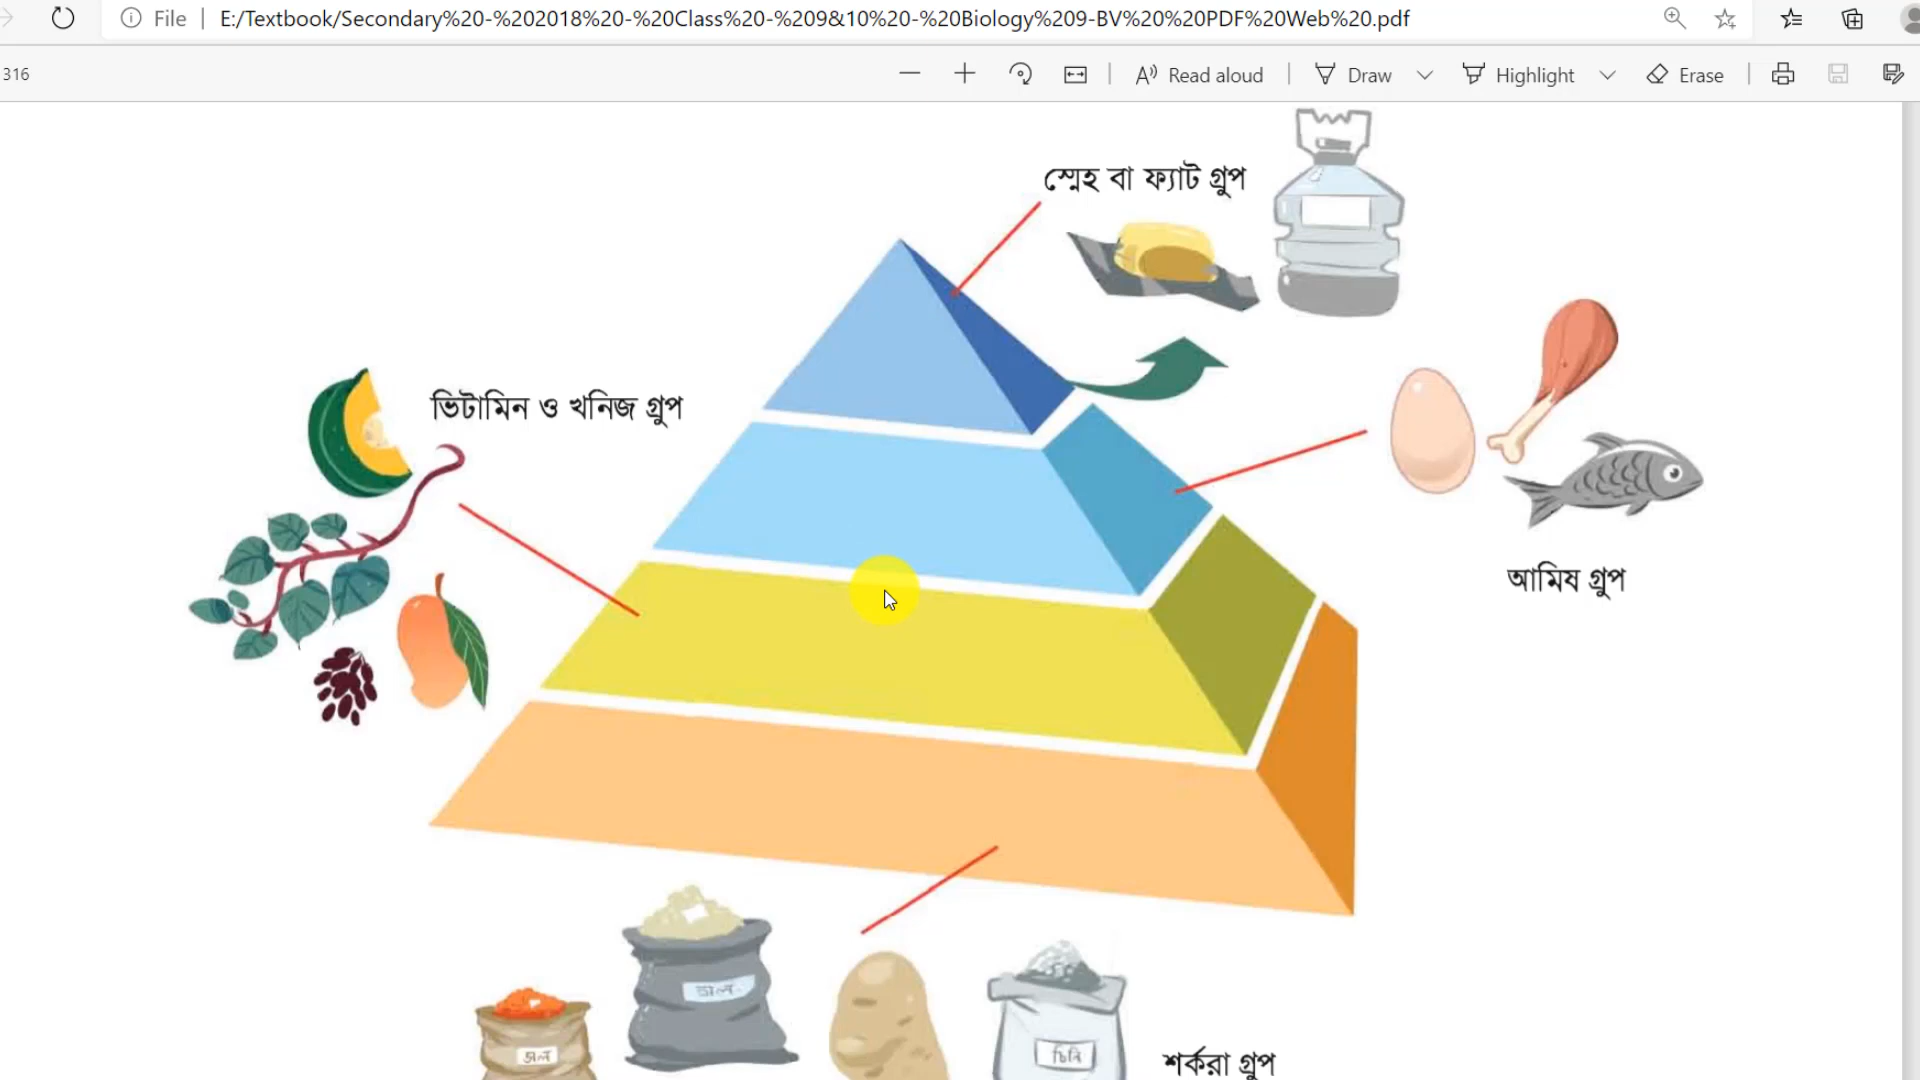 File | E:/Textbook/Secondary%20-%202018%20-%20Class%20-%209&10%20-%20Biology%209-BV%20%20PDF%20Web%20.pdf
316
Read aloud
Draw
Highlight
Erase
স্মেহ বা ফ্যাট গ্রুপ
ভিটামিন ও খনিজ গ্রুপ
আমিষ গ্রুপ
চিনি
শর্করা গ্রুপ